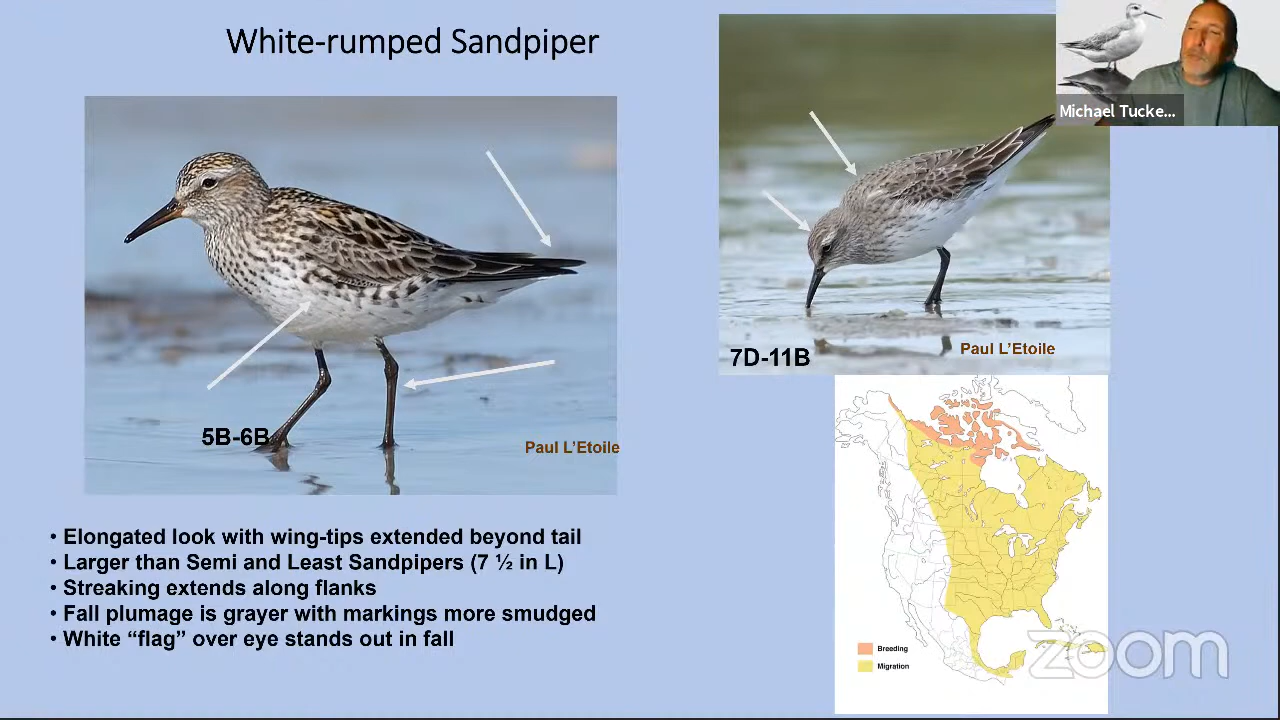 White-rumped Sandpiper
Michael Tucke...
5B-6B
Paul L'Etoile
7D-11B
Paul L'Etoile
• Elongated look with wing-tips extended beyond tail
• Larger than Semi and Least Sandpipers (7 ½ in L)
• Streaking extends along flanks
• Fall plumage is grayer with markings more smudged
• White “flag” over eye stands out in fall
Breeding
Migration
zoom